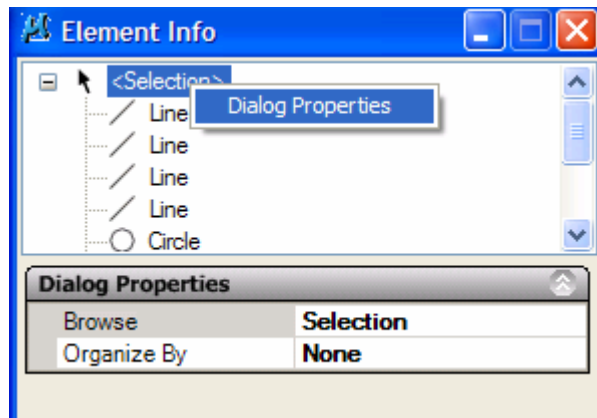 Element Info
<Selection>
Dialog Properties
Line
Line
Line
Line
Circle
Dialog Properties
Browse Selection
Organize By None